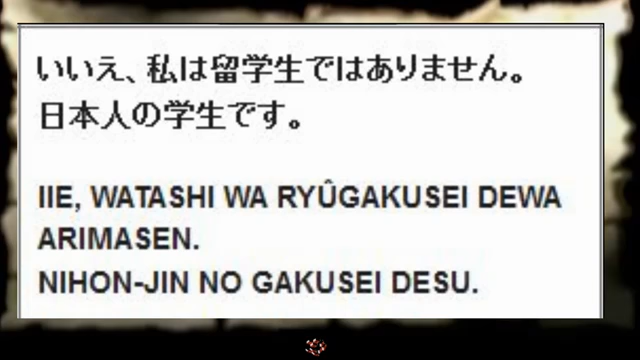 いいえ、私は留学生ではありません。
日本人の学生です。
IIE, WATASHI WA RYÛGAKUSEI DEWA
ARIMASEN.
NIHON-JIN NO GAKUSEI DESU.